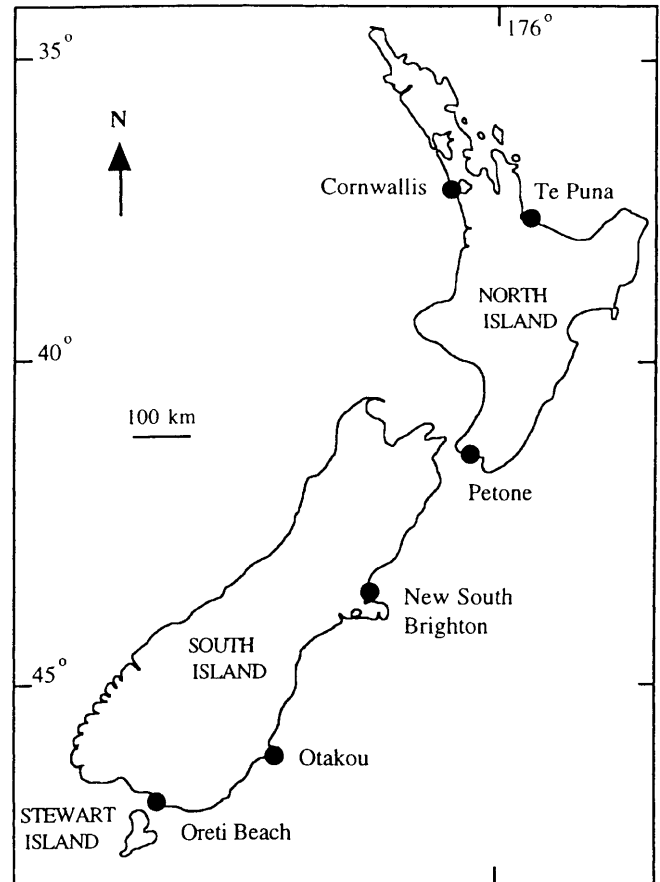 176°
35°
N
Cornwallis
Te Puna
NORTH
ISLAND
40°
100 km
Petone
New South
Brighton
SOUTH
ISLAND
45°
Otakou
STEWART
ISLAND
Oreti Beach